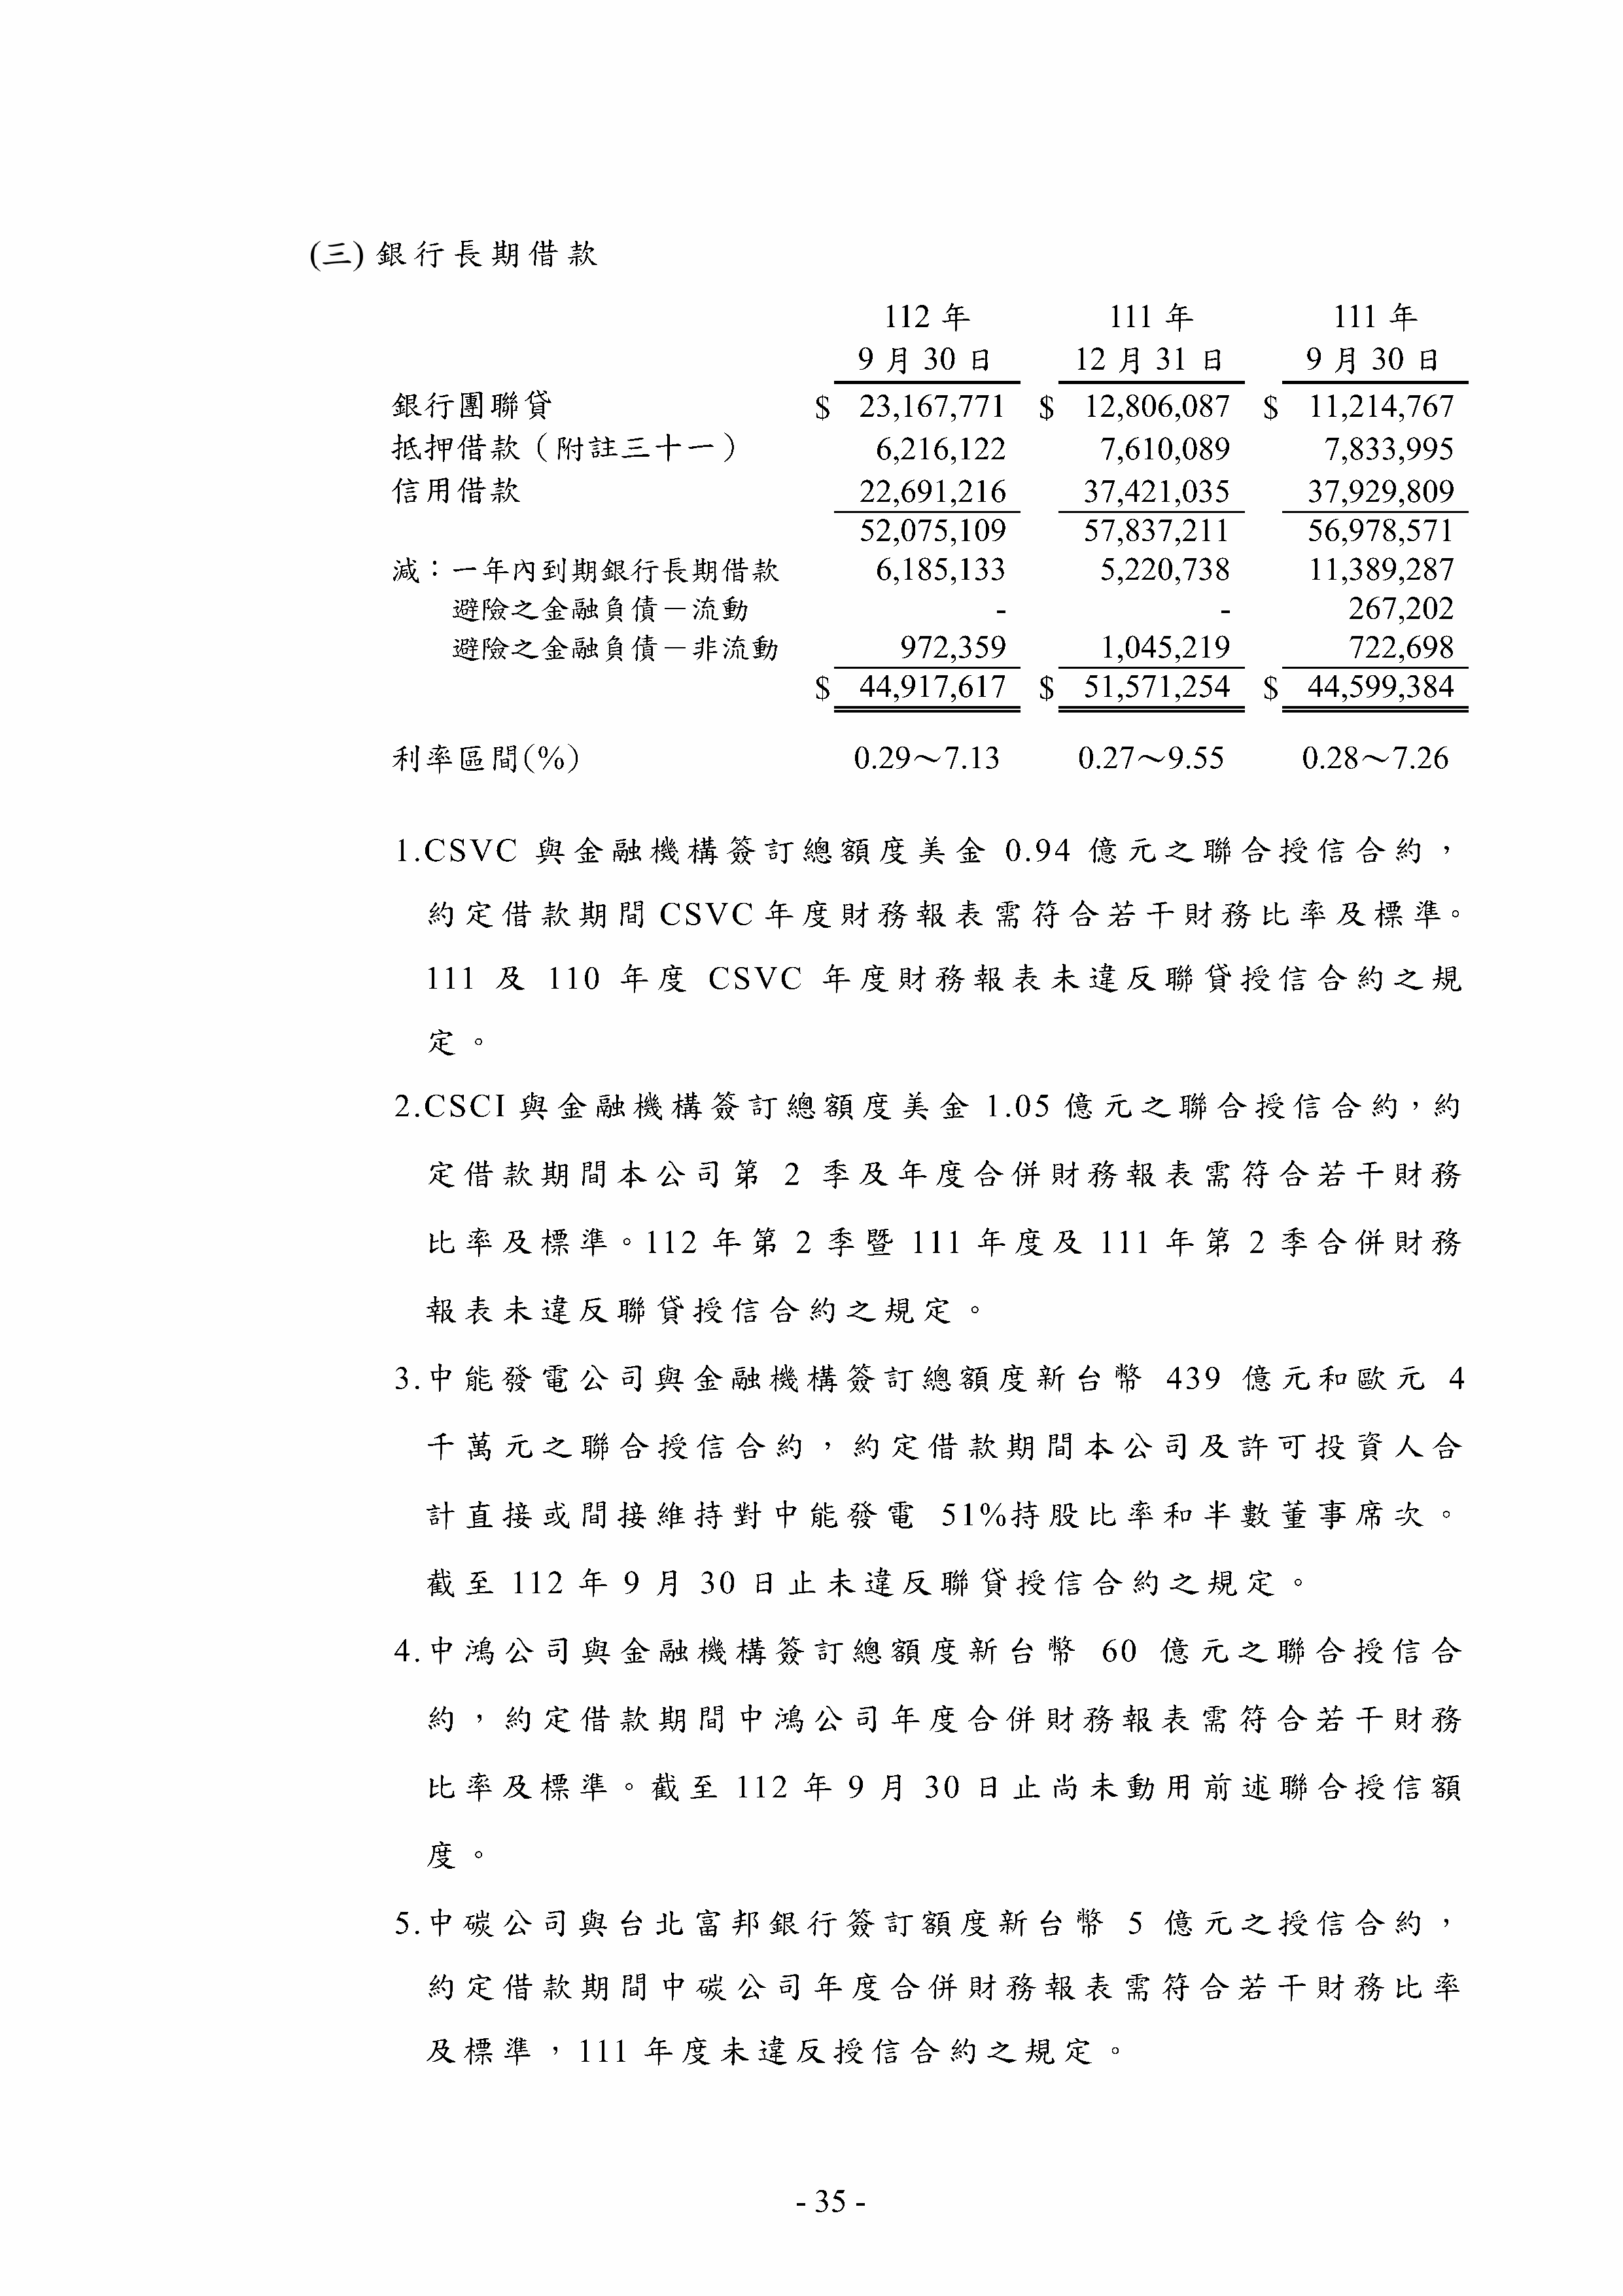 (三) 銀行長期借款
112 年 111 年 111 年
9 月 30 日 12 月 31 日 9 月 30 日
銀行團聯貸 $ 23,167,771 $ 12,806,087 $ 11,214,767
抵押借款（附註三十一） 6,216,122 7,610,089 7,833,995
信用借款 22,691,216 37,421,035 37,929,809
52,075,109 57,837,211 56,978,571
減：一年內到期銀行長期借款 6,185,133 5,220,738 11,389,287
避險之金融負債－流動 - - 267,202
避險之金融負債－非流動 972,359 1,045,219 722,698
$ 44,917,617 $ 51,571,254 $ 44,599,384
利率區間(%) 0.29～7.13 0.27～9.55 0.28～7.26
1.CSVC 與金融機構簽訂總額度美金 0.94 億元之聯合授信合約，
約定借款期間 CSVC 年度財務報表需符合若干財務比率及標準。
111 及 110 年度 CSVC 年度財務報表未違反聯貸授信合約之規
定。
2.CSCI 與金融機構簽訂總額度美金 1.05 億元之聯合授信合約，約
定借款期間本公司第 2 季及年度合併財務報表需符合若干財務
比率及標準。112 年第 2 季暨 111 年度及 111 年第 2 季合併財務
報表未違反聯貸授信合約之規定。
3.中能發電公司與金融機構簽訂總額度新台幣 439 億元和歐元 4
千萬元之聯合授信合約，約定借款期間本公司及許可投資人合
計直接或間接維持對中能發電 51%持股比率和半數董事席次。
截至 112 年 9 月 30 日止未違反聯貸授信合約之規定。
4.中鴻公司與金融機構簽訂總額度新台幣 60 億元之聯合授信合
約，約定借款期間中鴻公司年度合併財務報表需符合若干財務
比率及標準。截至 112 年 9 月 30 日止尚未動用前述聯合授信額
度。
5.中碳公司與台北富邦銀行簽訂額度新台幣 5 億元之授信合約，
約定借款期間中碳公司年度合併財務報表需符合若干財務比率
及標準，111 年度未違反授信合約之規定。
- 35 -